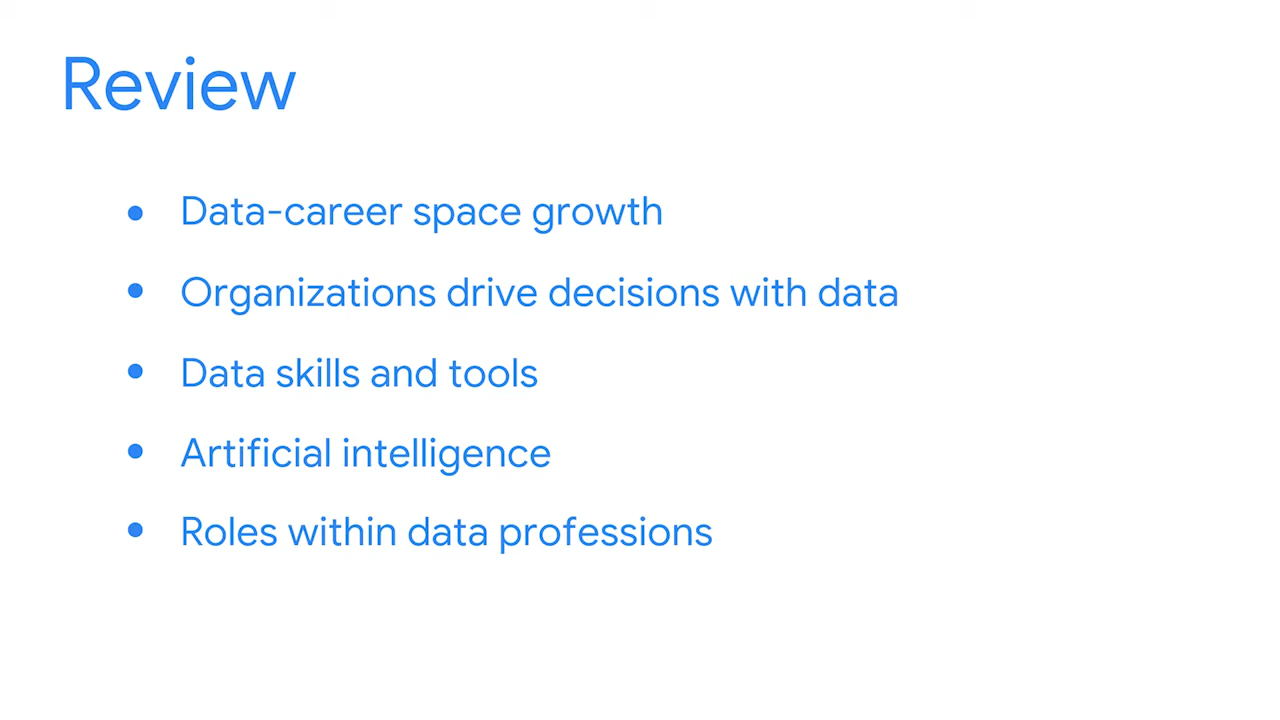 Review
• Data-career space growth
• Organizations drive decisions with data
• Data skills and tools
• Artificial intelligence
• Roles within data professions